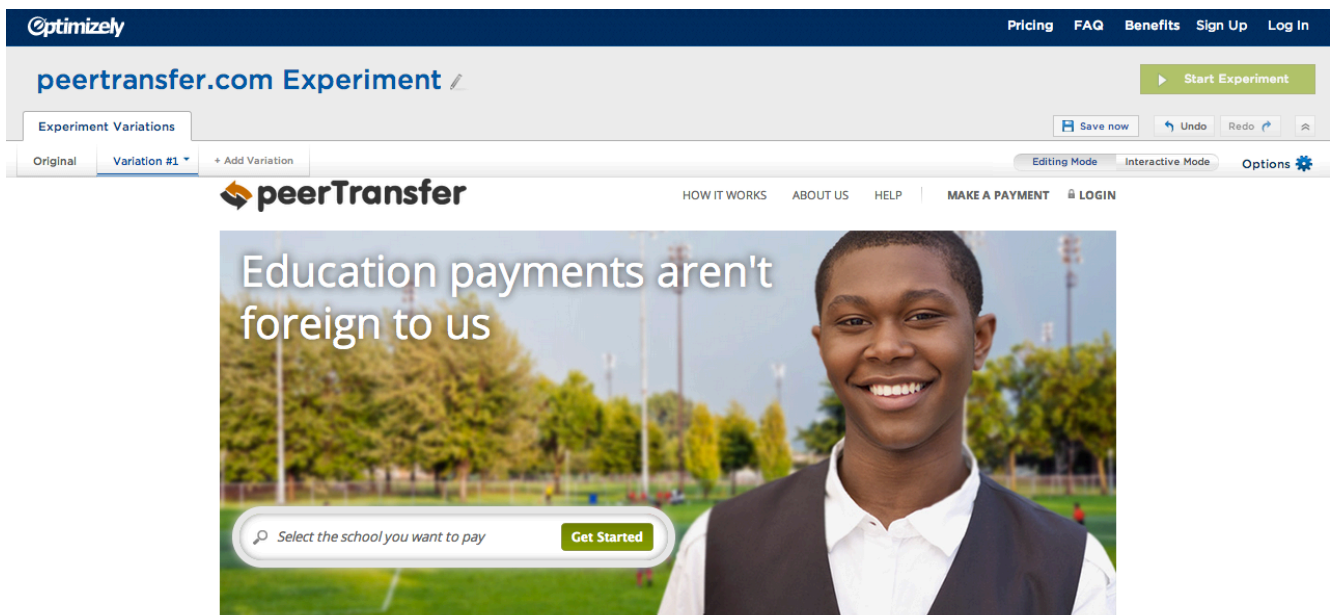 Optimizely Pricing FAQ Benefits Sign Up Log In
peertransfer.com Experiment Start Experiment
Experiment Variations Save now Undo Redo
Original Variation #1 + Add Variation Editing Mode Interactive Mode Options
peerTransfer HOW IT WORKS ABOUT US HELP MAKE A PAYMENT LOGIN
Education payments aren't
foreign to us
Select the school you want to pay Get Started